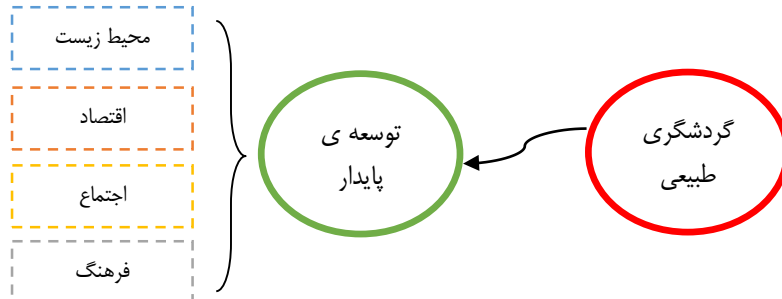 گردشگری
طبیعی
توسعه ی
پایدار
محیط زیست
اقتصاد
اجتماع
فرهنگ